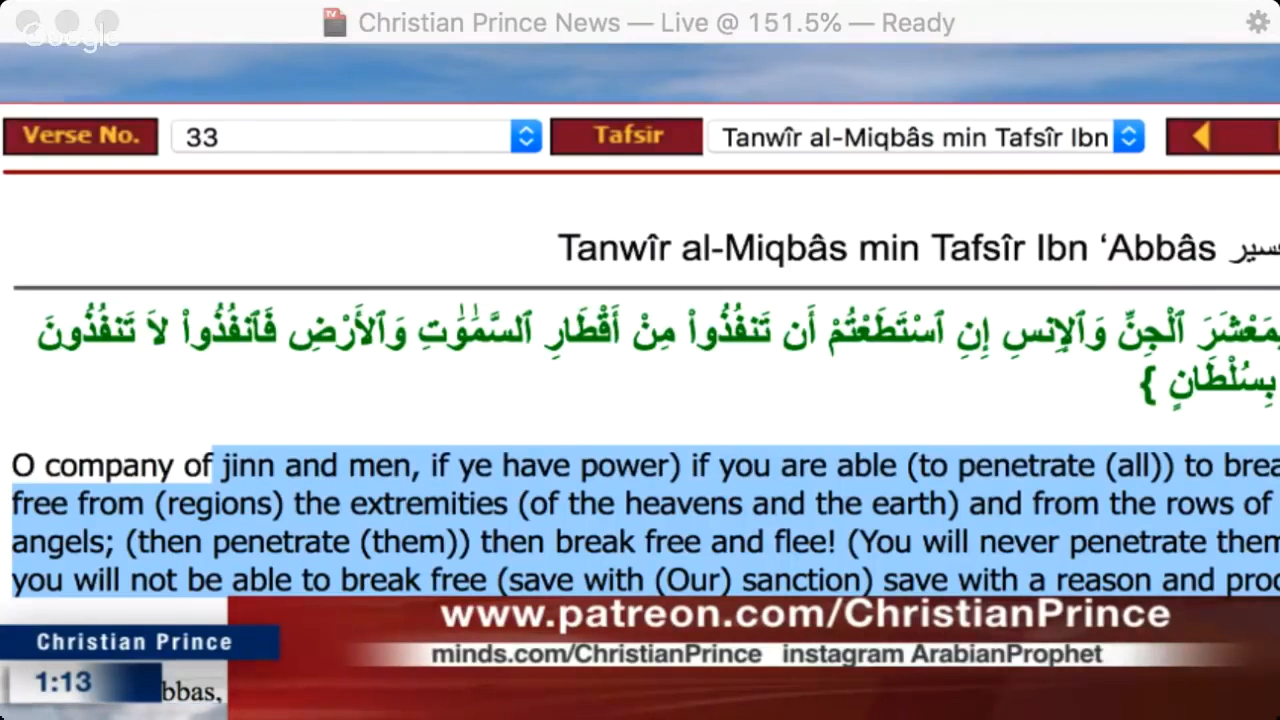 Christian Prince News — Live @ 151.5% — Ready
Google
Verse No. 33 Tafsir Tanwîr al-Miqbâs min Tafsîr Ibn
Tanwîr al-Miqbâs min Tafsîr Ibn ‘Abbâs
يٰمَعْشَرَ ٱلْجِنِّ وَٱلإِنسِ إِنِ ٱسْتَطَعْتُمْ أَن تَنفُذُواْ مِنْ أَقْطَارِ ٱلسَّمَٰوَٰتِ وَٱلأَرْضِ فَٱنفُذُواْ لاَ تَنفُذُونَ
بِسُلْطَانٍ }
O company of jinn and men, if ye have power) if you are able (to penetrate (all)) to brea
free from (regions) the extremities (of the heavens and the earth) and from the rows of
angels; (then penetrate (them)) then break free and flee! (You will never penetrate them
you will not be able to break free (save with (Our) sanction) save with a reason and proo
www.patreon.com/ChristianPrince
Christian Prince
minds.com/ChristianPrince instagram ArabianProphet
1:13
bbas,